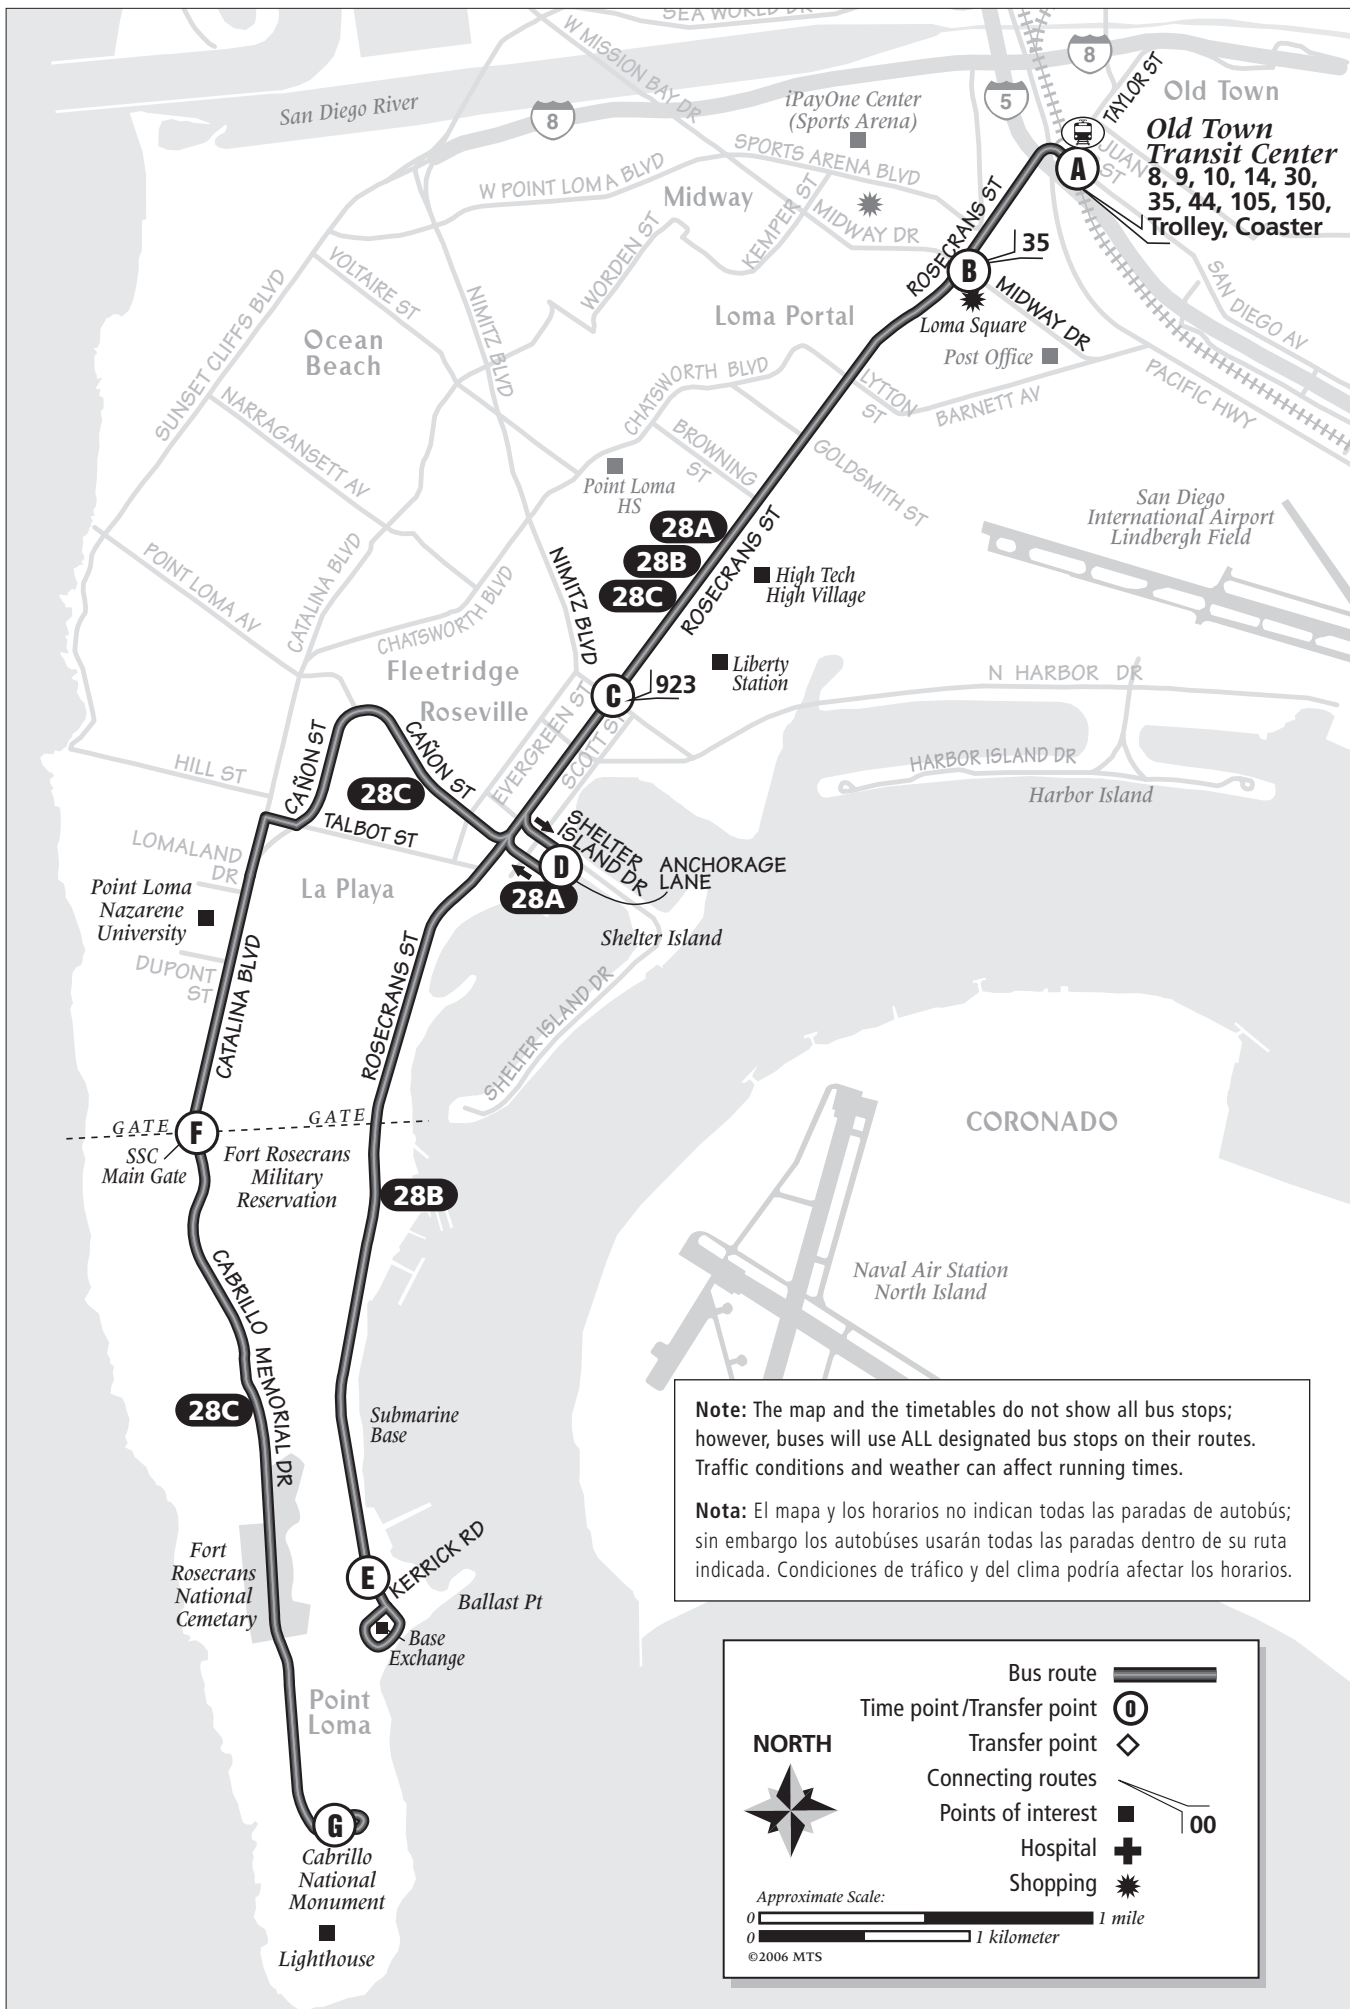 SEA WORLD DR
W MISSION BAY DR
San Diego River
8
iPayOne Center
(Sports Arena)
5
8
TAYLOR ST
Old Town
Old Town
Transit Center
8, 9, 10, 14, 30,
35, 44, 105, 150,
Trolley, Coaster
JUAN
ST
A
SPORTS ARENA BLVD
W POINT LOMA BLVD
Midway
KEMPER ST
MIDWAY DR
WORDEN ST
ROSECRANS ST
35
B
MIDWAY DR
Loma Square
Post Office
SAN DIEGO AV
PACIFIC HWY
VOLTAIRE ST
NIMITZ BLVD
SUNSET CLIFFS BLVD
Ocean
Beach
Loma Portal
CHATSWORTH BLVD
LYTTON
ST
BARNETT AV
NARRAGANSETT AV
BROWNING
ST
GOLDSMITH ST
Point Loma
HS
San Diego
International Airport
Lindbergh Field
28A
28B
28C
ROSECRANS ST
High Tech
High Village
POINT LOMA AV
CATALINA BLVD
CHATSWORTH BLVD
NIMITZ BLVD
Liberty
Station
Fleetridge
Roseville
C
923
N HARBOR DR
EVERGREEN ST
SCOTT ST
HARBOR ISLAND DR
Harbor Island
HILL ST
CAÑON ST
CAÑON ST
28C
TALBOT ST
SHELTER
ISLAND DR
D
ANCHORAGE
LANE
28A
LOMALAND
DR
La Playa
Point Loma
Nazarene
University
DUPONT
ST
Shelter Island
CATALINA BLVD
ROSECRANS ST
SHELTER ISLAND DR
GATE
GATE
F
SSC
Main Gate
Fort Rosecrans
Military
Reservation
28B
CORONADO
Naval Air Station
North Island
CABRILLO MEMORIAL DR
28C
Submarine
Base
Note: The map and the timetables do not show all bus stops;
however, buses will use ALL designated bus stops on their routes.
Traffic conditions and weather can affect running times.
Nota: El mapa y los horarios no indican todas las paradas de autobús;
sin embargo los autobúses usarán todas las paradas dentro de su ruta
indicada. Condiciones de tráfico y del clima podría afectar los horarios.
Fort
Rosecrans
National
Cemetary
E
KERRICK RD
Ballast Pt
Base
Exchange
Point
Loma
G
Cabrillo
National
Monument
Lighthouse
NORTH
Bus route
Time point/Transfer point
0
Transfer point
Connecting routes
00
Points of interest
Hospital
Shopping
Approximate Scale:
0
1 mile
0
1 kilometer
©2006 MTS